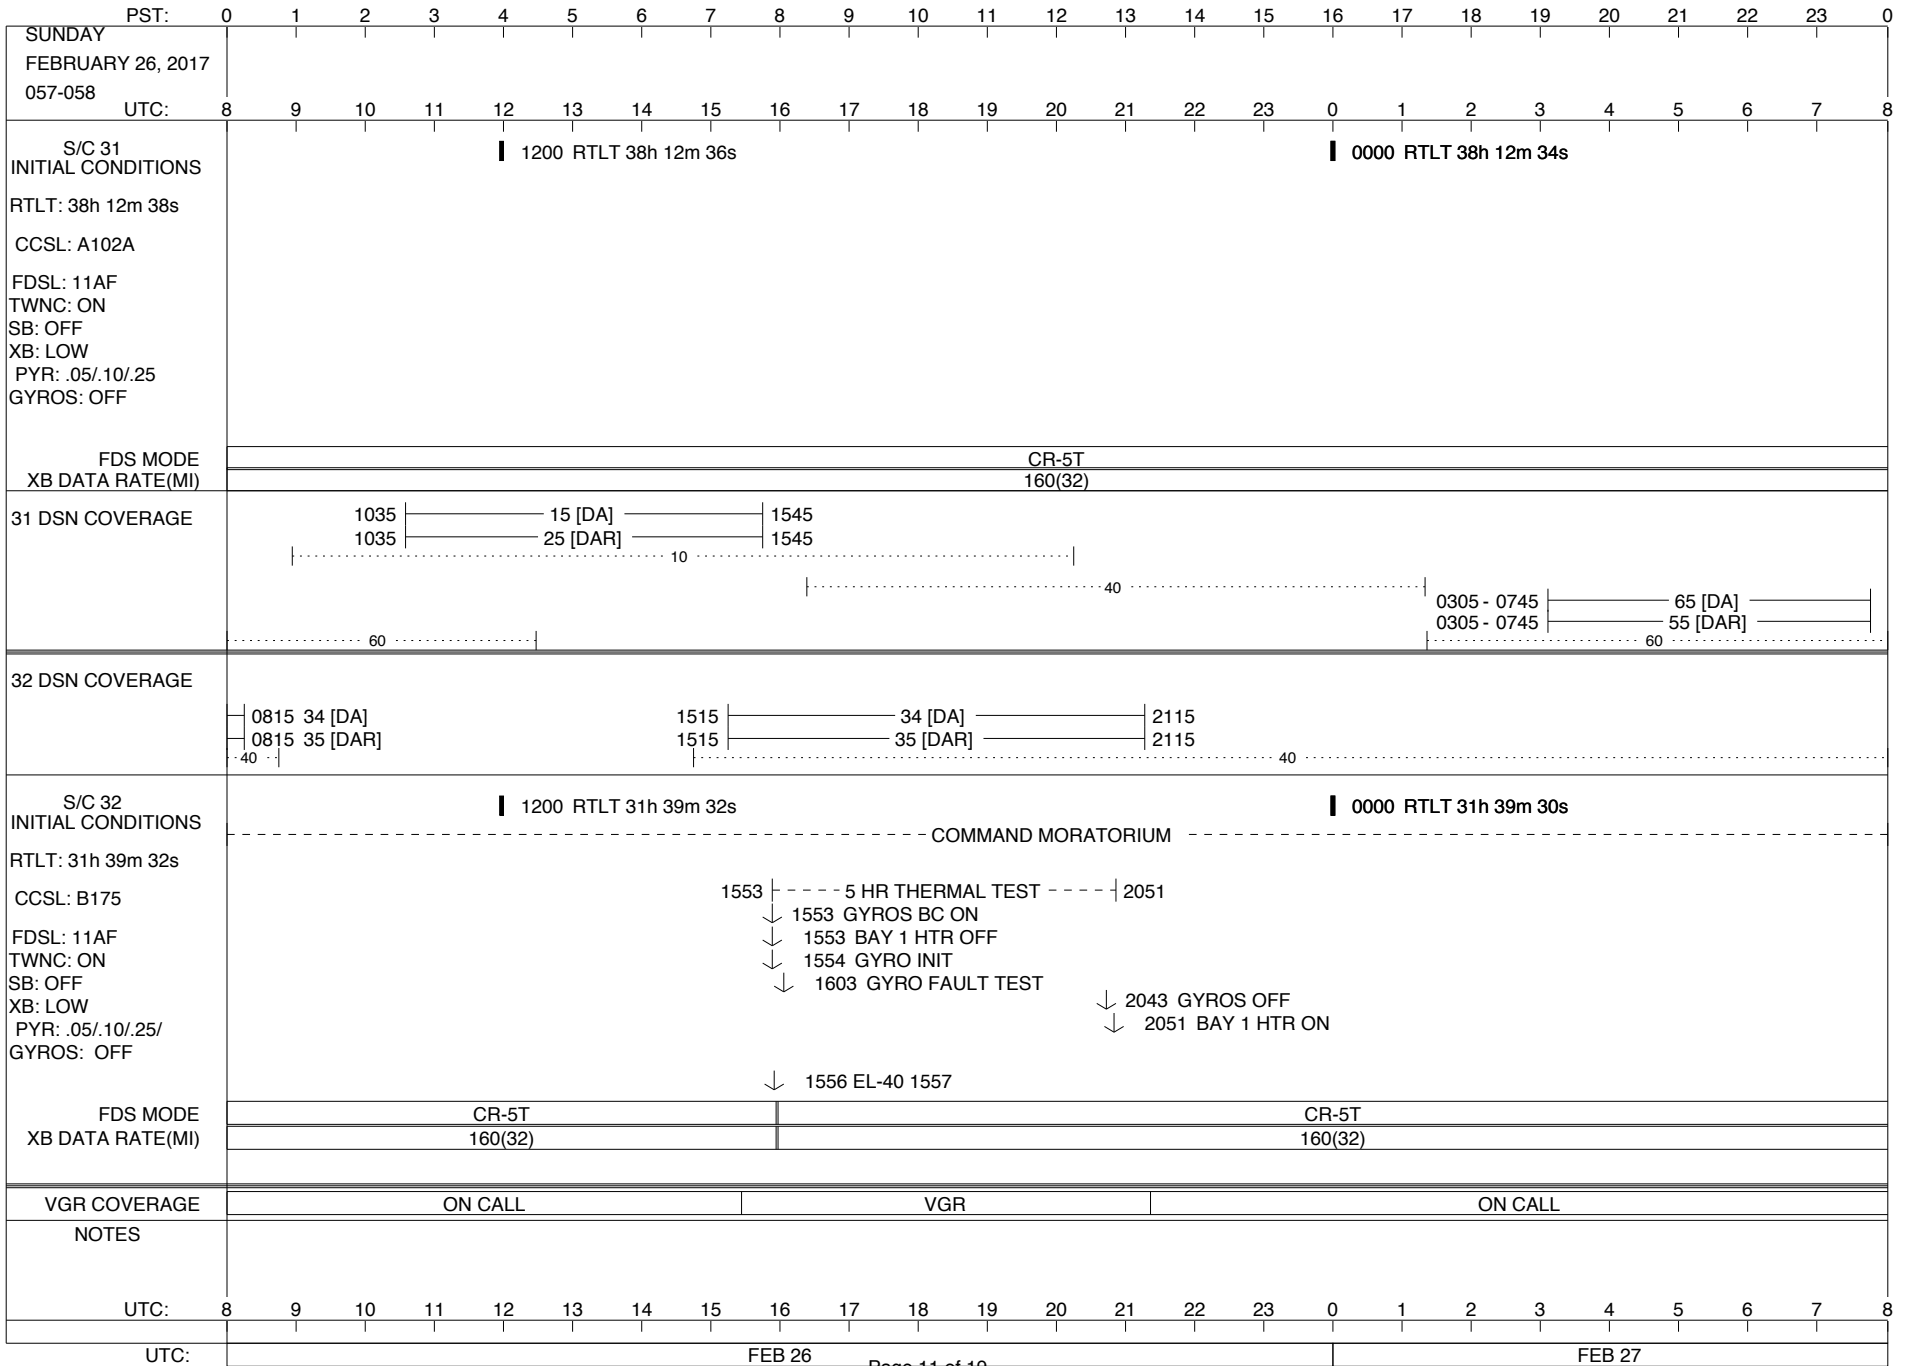 PST: 0 1 2 3 4 5 6 7 8 9 10 11 12 13 14 15 16 17 18 19 20 21 22 23 0
SUNDAY
FEBRUARY 26, 2017
057-058
UTC: 8 9 10 11 12 13 14 15 16 17 18 19 20 21 22 23 0 1 2 3 4 5 6 7 8
S/C 31
INITIAL CONDITIONS
1200 RTLT 38h 12m 36s
0000 RTLT 38h 12m 34s
RTLT: 38h 12m 38s
CCSL: A102A
FDSL: 11AF
TWNC: ON
SB: OFF
XB: LOW
PYR: .05/.10/.25
GYROS: OFF
FDS MODE CR-5T
XB DATA RATE(MI) 160(32)
31 DSN COVERAGE
1035 15 [DA] 1545
1035 25 [DAR] 1545
10
40
0305 - 0745 65 [DA]
0305 - 0745 55 [DAR]
60 60
32 DSN COVERAGE
0815 34 [DA] 1515 34 [DA] 2115
0815 35 [DAR] 1515 35 [DAR] 2115
40 40
S/C 32
INITIAL CONDITIONS
1200 RTLT 31h 39m 32s
0000 RTLT 31h 39m 30s
COMMAND MORATORIUM
RTLT: 31h 39m 32s
CCSL: B175
FDSL: 11AF
TWNC: ON
SB: OFF
XB: LOW
PYR: .05/.10/.25/
GYROS: OFF
1553 5 HR THERMAL TEST 2051
1553 GYROS BC ON
1553 BAY 1 HTR OFF
1554 GYRO INIT
1603 GYRO FAULT TEST
2043 GYROS OFF
2051 BAY 1 HTR ON
1556 EL-40 1557
FDS MODE CR-5T CR-5T
XB DATA RATE(MI) 160(32) 160(32)
VGR COVERAGE ON CALL VGR ON CALL
NOTES
UTC: 8 9 10 11 12 13 14 15 16 17 18 19 20 21 22 23 0 1 2 3 4 5 6 7 8
UTC: FEB 26 FEB 27
Page 11 of 19